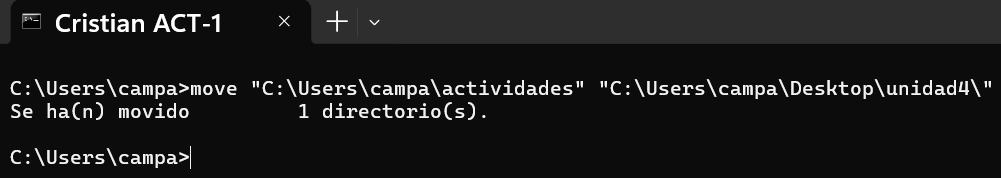 Cristian ACT-1
C:\Users\campa>move "C:\Users\campa\actividades" "C:\Users\campa\Desktop\unidad4\"
Se ha(n) movido         1 directorio(s).
C:\Users\campa>